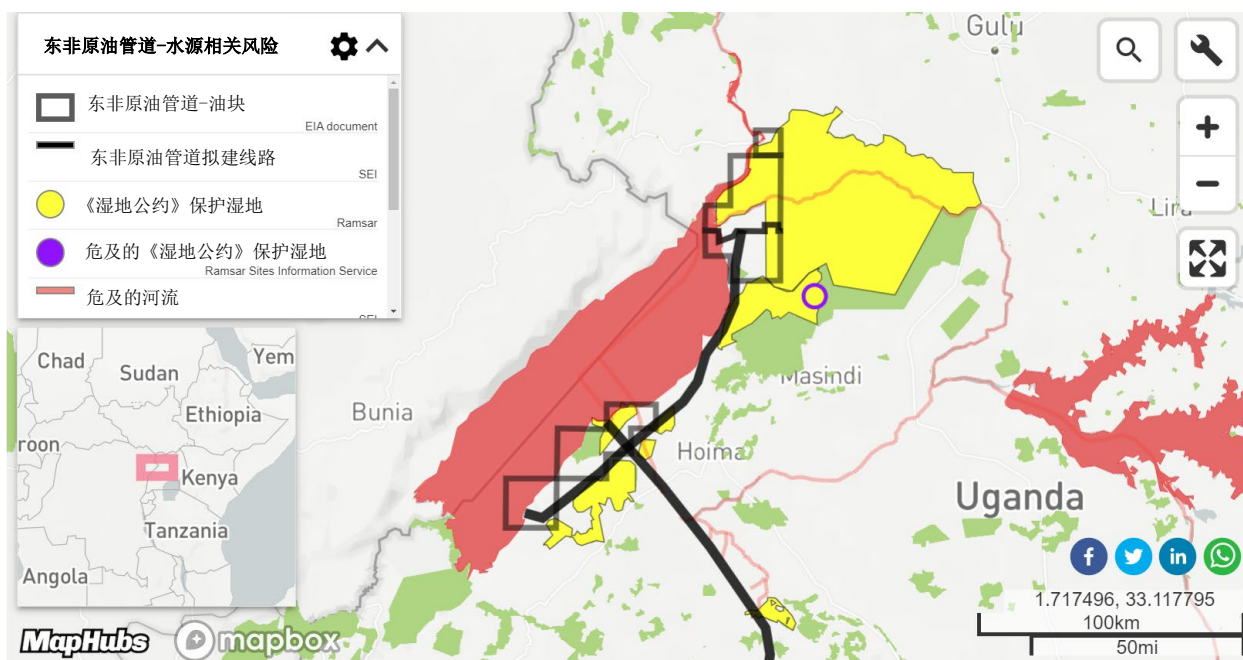 东非原油管道-水源相关风险
东非原油管道-油块
EIA document
东非原油管道拟建线路
SEI
《湿地公约》保护湿地
Ramsar
危及的《湿地公约》保护湿地
Ramsar Sites Information Service
危及的河流
SEI
Gulu
Lira
Masindi
Bunia
Hoima
Uganda
Chad
Sudan
Yem
Ethiopia
roon
Kenya
Tanzania
Angola
+
−
f
in
1.717496, 33.117795
100km
50mi
MapHubs
mapbox